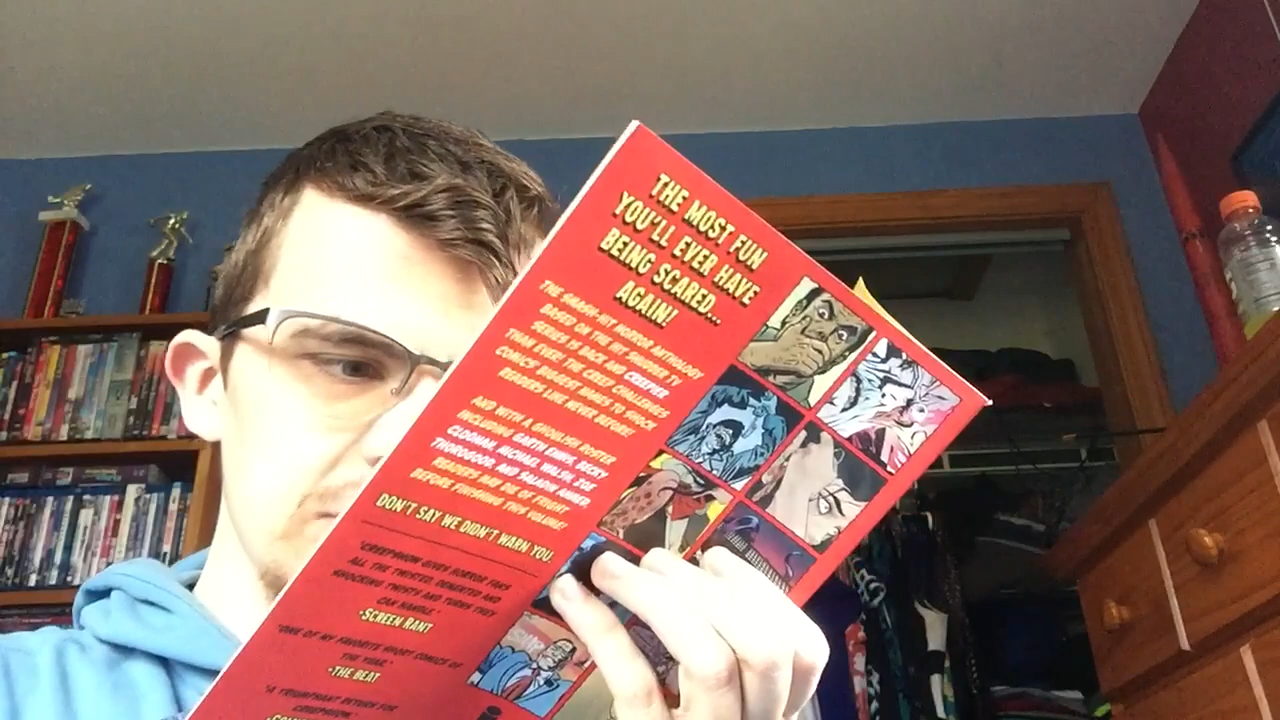 THE MOST FUN
YOU'LL EVER HAVE
BEING SCARED...
AGAIN!
THE SMASH-HIT HORROR ANTHOLOGY
BASED ON THE HIT SHUDDER TV
SERIES IS BACK AND CREEPIER
THAN EVER! THE CREEP CHALLENGES
COMICS BIGGEST NAMES TO SHOCK
READERS LIKE NEVER BEFORE!
AND WITH A GHOULISH ROSTER
INCLUDING GARTH ENNIS, BECKY
CLOONAN, MICHAEL WALSH, ZOE
THOROGOOD, AND SALADIN AHMED,
READERS MAY DIE OF FRIGHT
BEFORE FINISHING THIS VOLUME!
DON'T SAY WE DIDN'T WARN YOU.
"CREEPSHOW GIVES HORROR FANS
ALL THE TWISTED, DEMENTED AND
SHOCKING TWISTS AND TURNS THEY
CAN HANDLE."
-SCREEN RANT
"ONE OF MY FAVORITE SHORT COMICS OF
THE YEAR."
-THE BEAT
"A TRIUMPHANT RETURN FOR
CREEPSHOW."